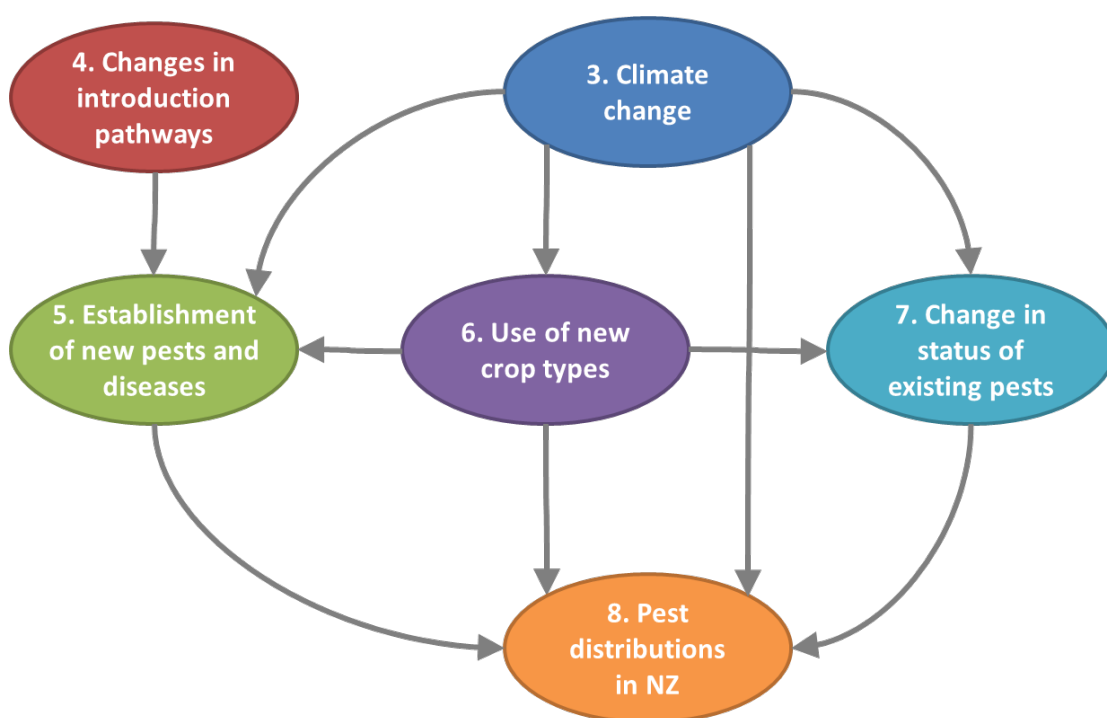 4. Changes in
introduction
pathways
3. Climate
change
5. Establishment
of new pests and
diseases
6. Use of new
crop types
7. Change in
status of
existing pests
8. Pest
distributions
in NZ